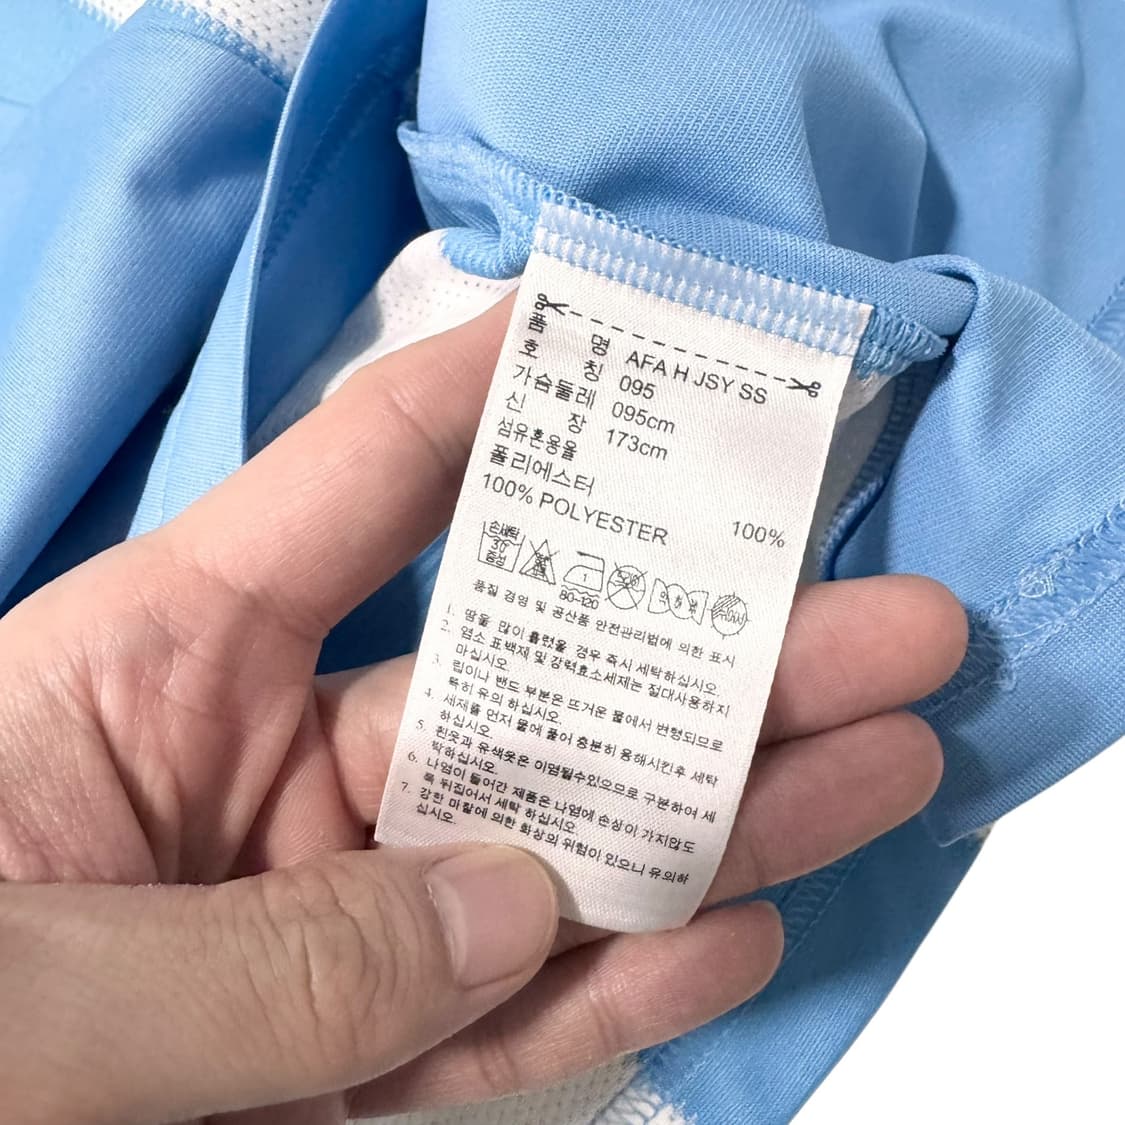 품 명 AFA H JSY SS
호 칭 095
가슴둘레 095cm
신 장 173cm
섬유혼용율
폴리에스터
100% POLYESTER 100%
손세탁
30
중성
1
80~120
품질 경영 및 공산품 안전관리법에 의한 표시
1. 땀을 많이 흘렸을 경우 즉시 세탁하십시오.
2. 염소 표백제 및 강력효소세제는 절대사용하지
마십시오.
3. 립이나 밴드 부분은 뜨거운 물에서 변형되므로
특히 유의 하십시오.
4. 세제를 먼저 물에 풀어 충분히 용해시킨후 세탁
하십시오.
5. 흰옷과 유색옷은 이염될수있으므로 구분하여 세
탁하십시오.
6. 나염이 들어간 제품은 나염에 손상이 가지않도
록 뒤집어서 세탁 하십시오.
7. 강한 마찰에 의한 화상의 위험이 있으니 유의하
십시오.